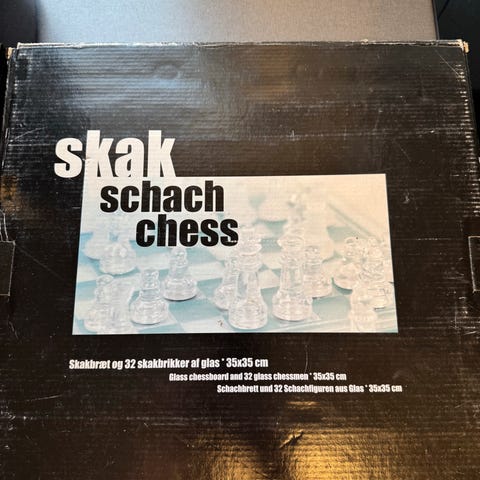 skak
schach
chess
Skakbræt og 32 skakbrikker af glas * 35x35 cm
Glass chessboard and 32 glass chessmen * 35x35 cm
Schachbrett und 32 Schachfiguren aus Glas * 35x35 cm